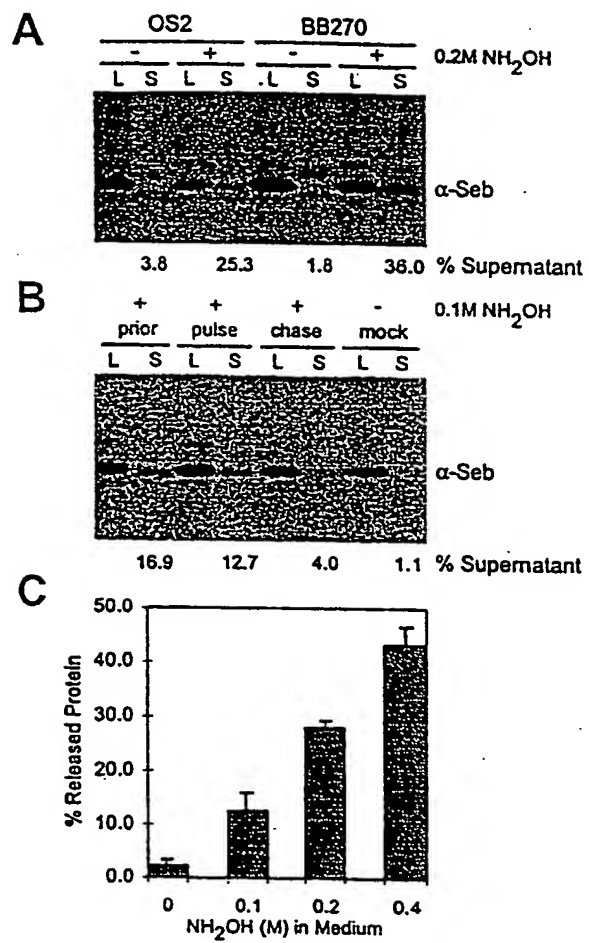 A
OS2 BB270
- + - + 0.2M NH2OH
L S L S .L S L S
α-Seb
3.8 25.3 1.8 36.0 % Supernatant
B
+ + + - 0.1M NH2OH
prior pulse chase mock
L S L S L S L S
α-Seb
16.9 12.7 4.0 1.1 % Supernatant
C
50.0
40.0
30.0
20.0
10.0
0.0
% Released Protein
0 0.1 0.2 0.4
NH2OH (M) in Medium